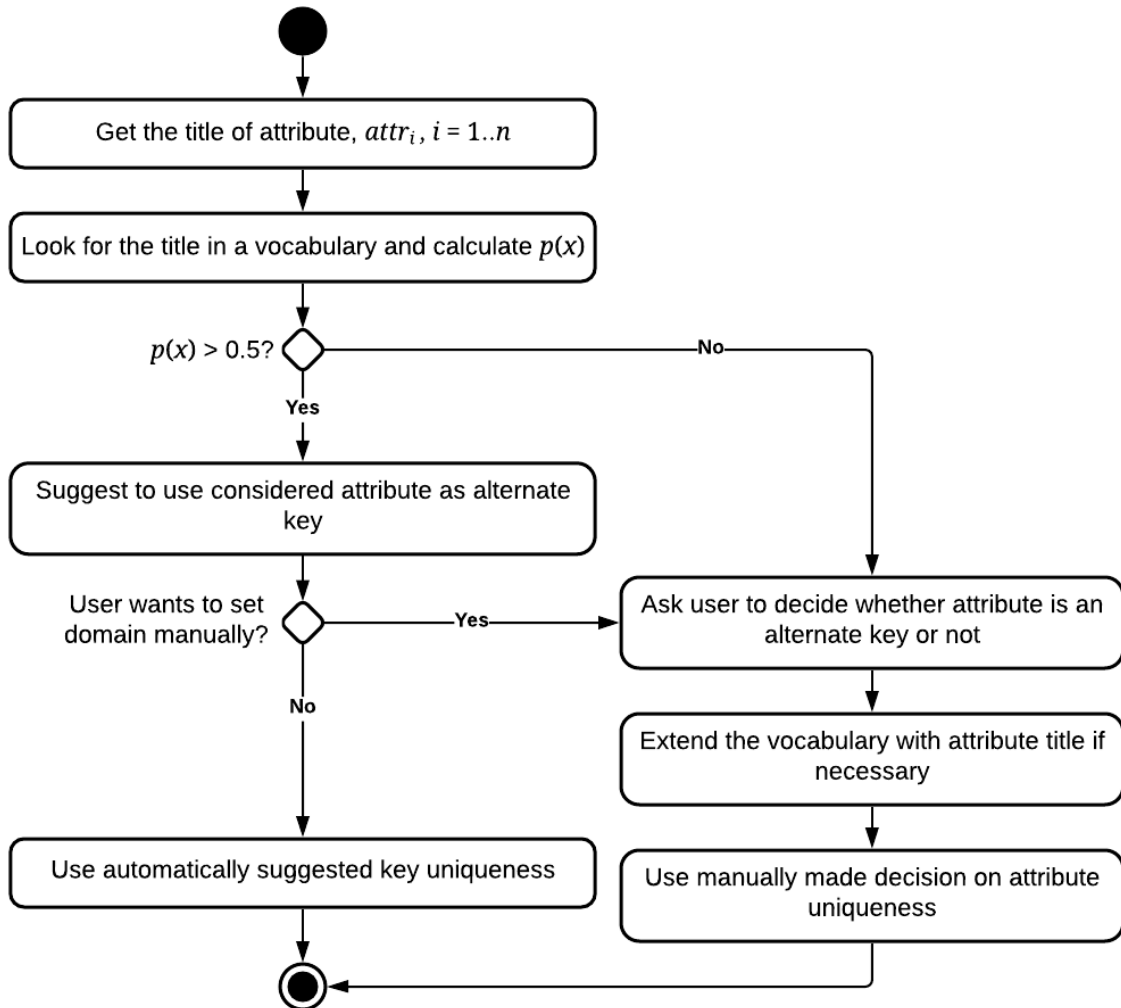 Get the title of attribute, attrᵢ, i = 1..n
Look for the title in a vocabulary and calculate p(x)
p(x) > 0.5?
No
Yes
Suggest to use considered attribute as alternate
key
User wants to set
domain manually?
Yes
Ask user to decide whether attribute is an
alternate key or not
No
Extend the vocabulary with attribute title if
necessary
Use automatically suggested key uniqueness
Use manually made decision on attribute
uniqueness